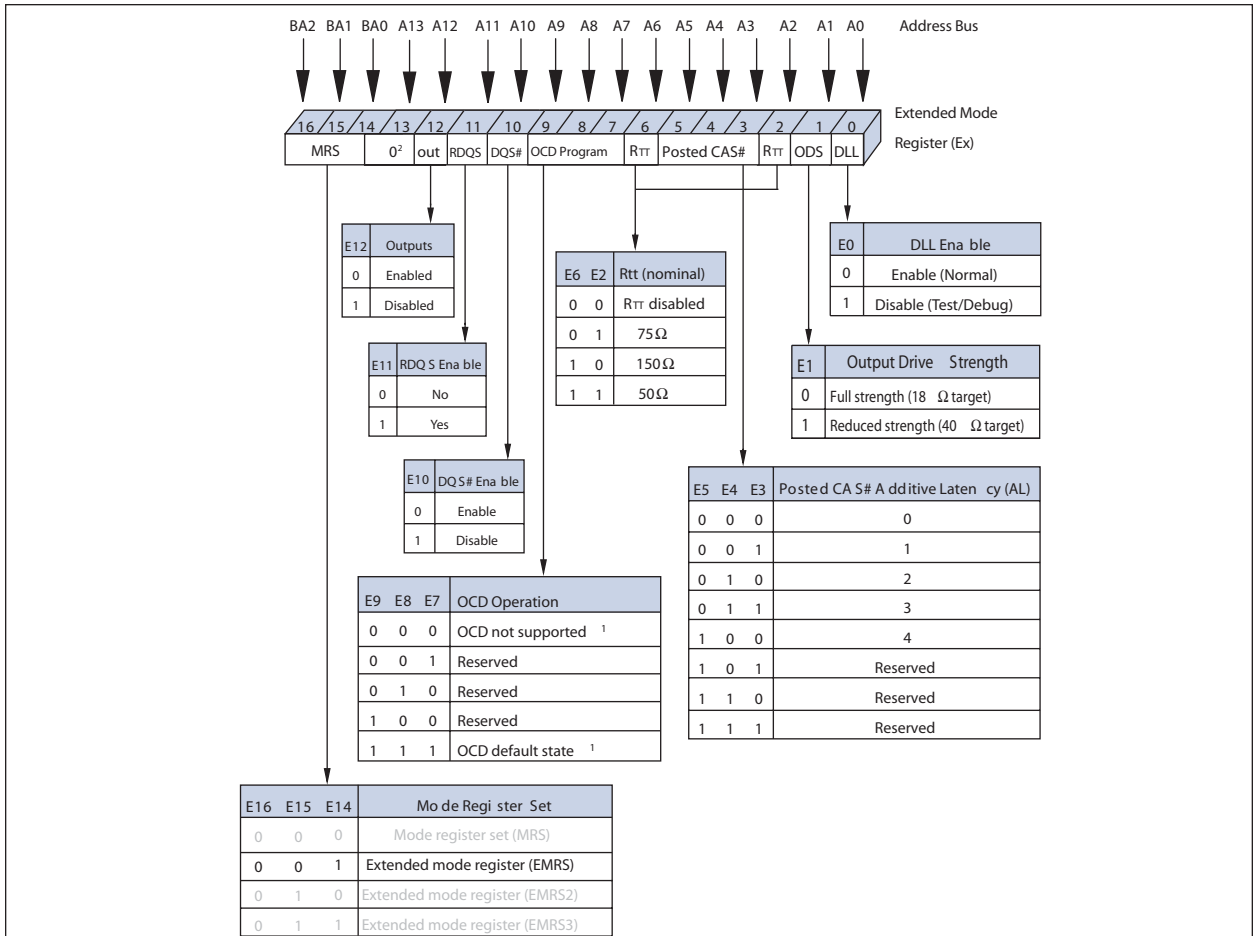 BA2 BA1 BA0 A13 A12 A11 A10 A9 A8 A7 A6 A5 A4 A3 A2 A1 A0 Address Bus
16 15 14 13 12 11 10 9 8 7 6 5 4 3 2 1 0 Extended Mode
MRS 0² out RDQS DQS# OCD Program RTT Posted CAS# RTT ODS DLL Register (Ex)
E12 Outputs
0 Enabled
1 Disabled
E0 DLL Ena ble
0 Enable (Normal)
1 Disable (Test/Debug)
E6 E2 Rtt (nominal)
0 0 RTT disabled
0 1 75Ω
1 0 150Ω
1 1 50Ω
E11 RDQ S Ena ble
0 No
1 Yes
E1 Output Drive Strength
0 Full strength (18 Ω target)
1 Reduced strength (40 Ω target)
E10 DQ S# Ena ble
0 Enable
1 Disable
E5 E4 E3 Posted CA S# A dditive Laten cy (AL)
0 0 0 0
0 0 1 1
0 1 0 2
0 1 1 3
1 0 0 4
1 0 1 Reserved
1 1 0 Reserved
1 1 1 Reserved
E9 E8 E7 OCD Operation
0 0 0 OCD not supported ¹
0 0 1 Reserved
0 1 0 Reserved
1 0 0 Reserved
1 1 1 OCD default state ¹
E16 E15 E14 Mo de Regi ster Set
0 0 0 Mode register set (MRS)
0 0 1 Extended mode register (EMRS)
0 1 0 Extended mode register (EMRS2)
0 1 1 Extended mode register (EMRS3)